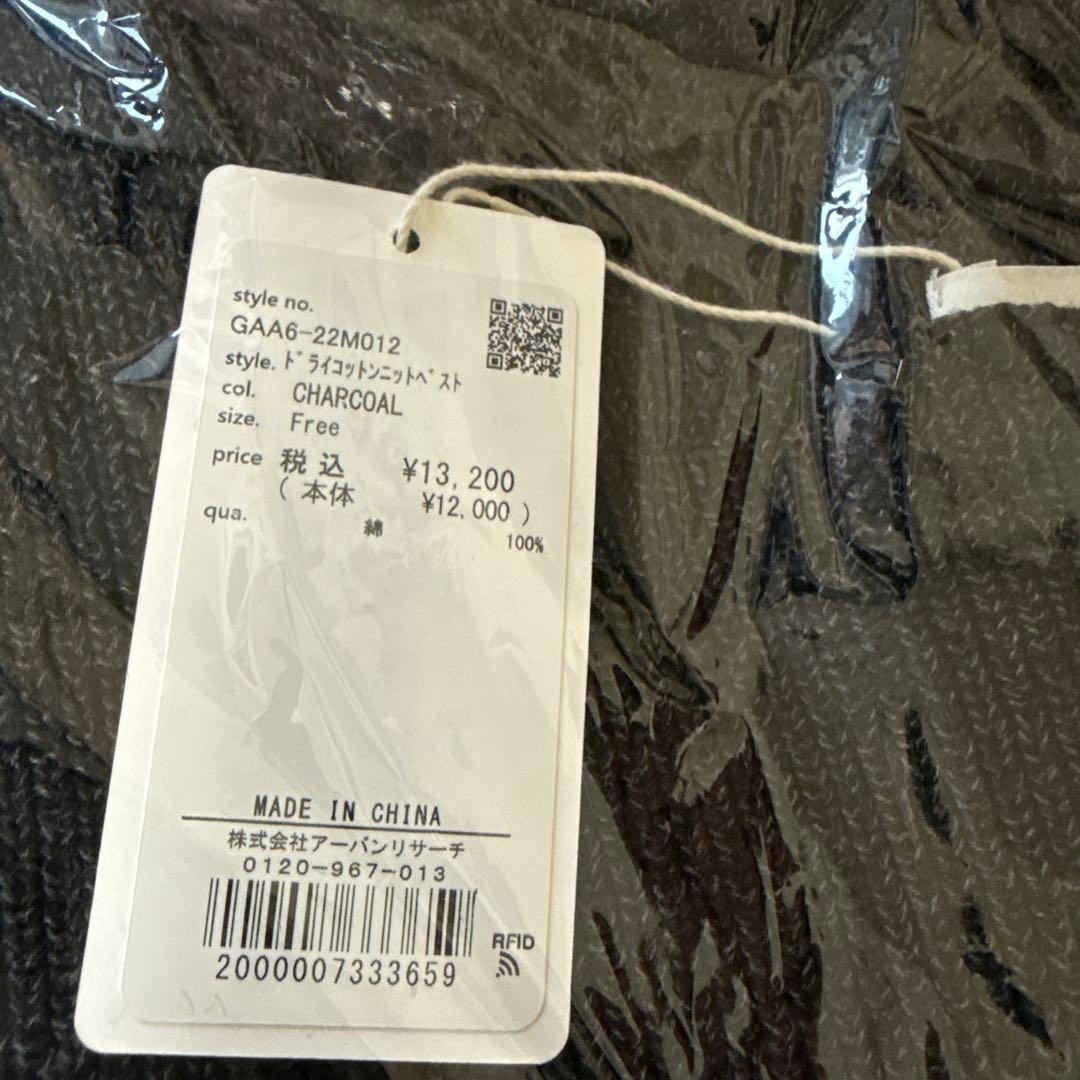 style no.
GAA6-22M012
style. ﾄﾞﾗｲｺｯﾄﾝﾆｯﾄﾍﾞｽﾄ
col. CHARCOAL
size. Free
price 税込 ¥13,200
(本体 ¥12,000)
qua. 綿 100%
MADE IN CHINA
株式会社アーバンリサーチ
0120-967-013
RFID
2000007333659